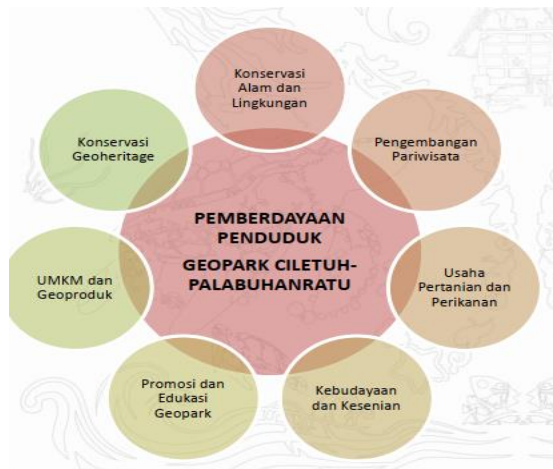 Konservasi
Alam dan
Lingkungan
Pengembangan
Pariwisata
Usaha
Pertanian dan
Perikanan
Kebudayaan
dan Kesenian
Promosi dan
Edukasi
Geopark
UMKM dan
Geoproduk
Konservasi
Geoheritage
PEMBERDAYAAN
PENDUDUK
GEOPARK CILETUH-
PALABUHANRATU